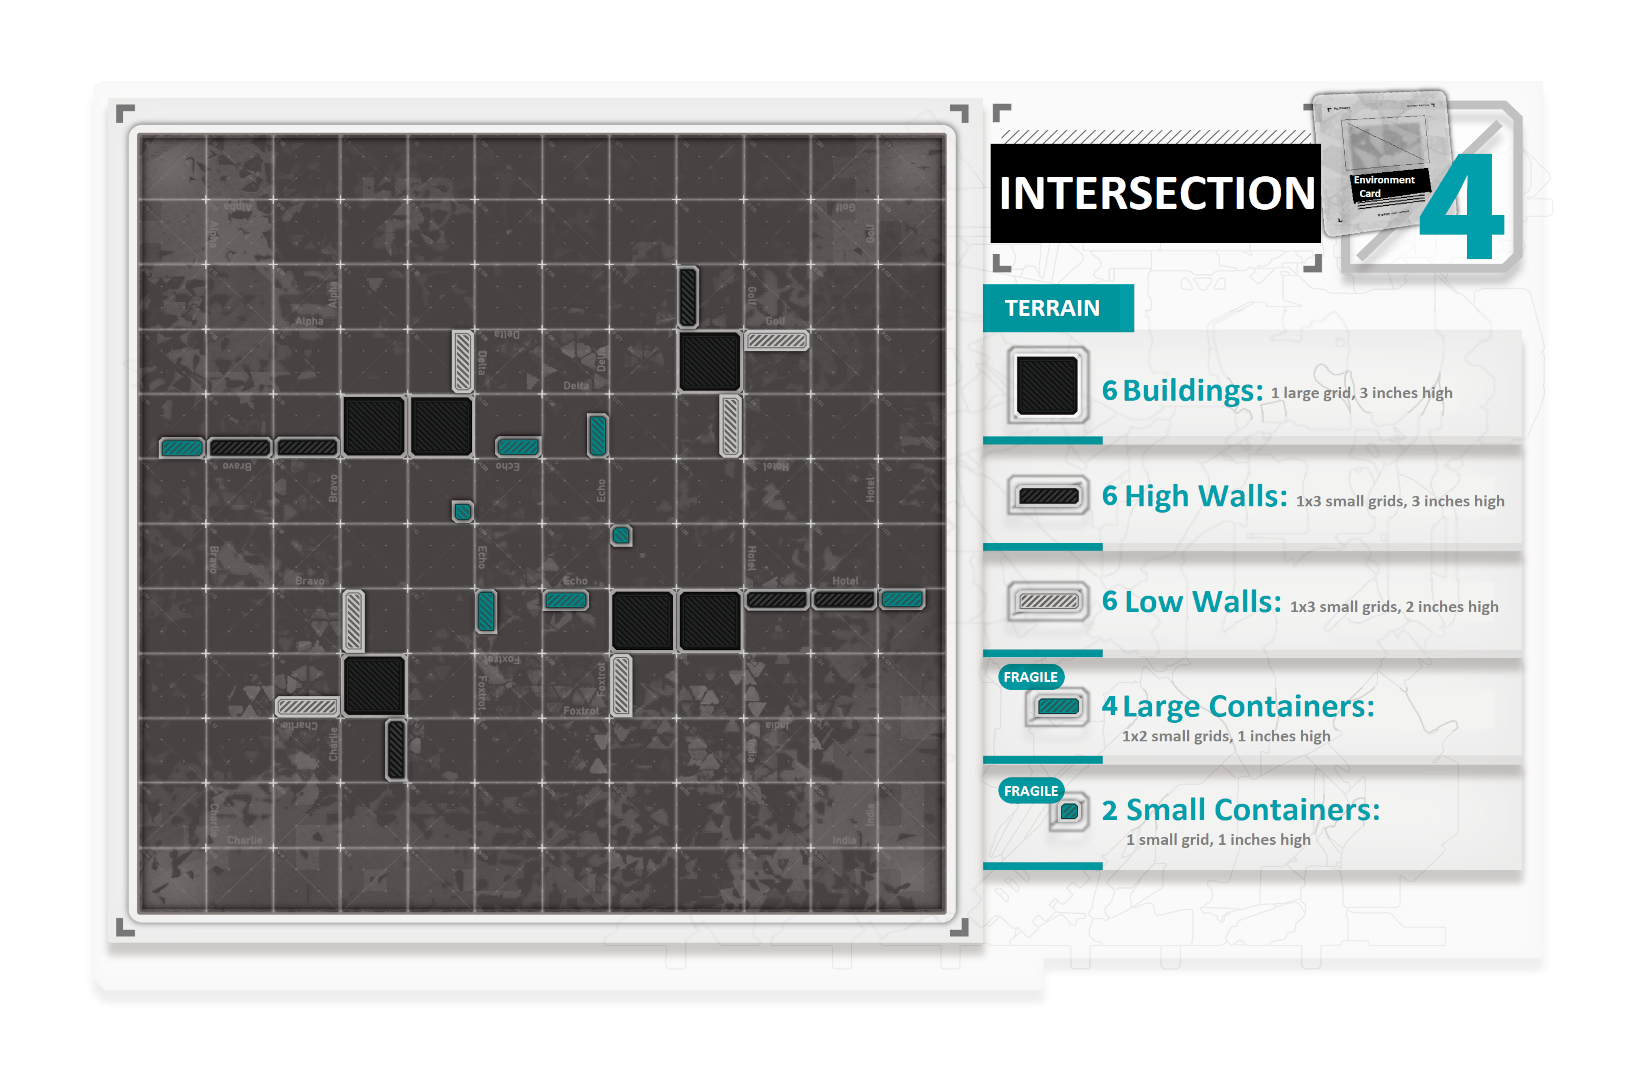 INTERSECTION
Environment
Card
4
TERRAIN
6 Buildings: 1 large grid, 3 inches high
6 High Walls: 1x3 small grids, 3 inches high
6 Low Walls: 1x3 small grids, 2 inches high
FRAGILE
4 Large Containers:
1x2 small grids, 1 inches high
FRAGILE
2 Small Containers:
1 small grid, 1 inches high
Alpha
Golf
Alpha
Golf
Alpha
Golf
Alpha
Golf
Delta
Delta
Delta
Delta
Bravo
Echo
Hotel
Bravo
Echo
Hotel
Bravo
Echo
Hotel
Bravo
Echo
Hotel
Foxtrot
Foxtrot
Foxtrot
Foxtrot
Charlie
India
Charlie
India
Charlie
India
Charlie
India